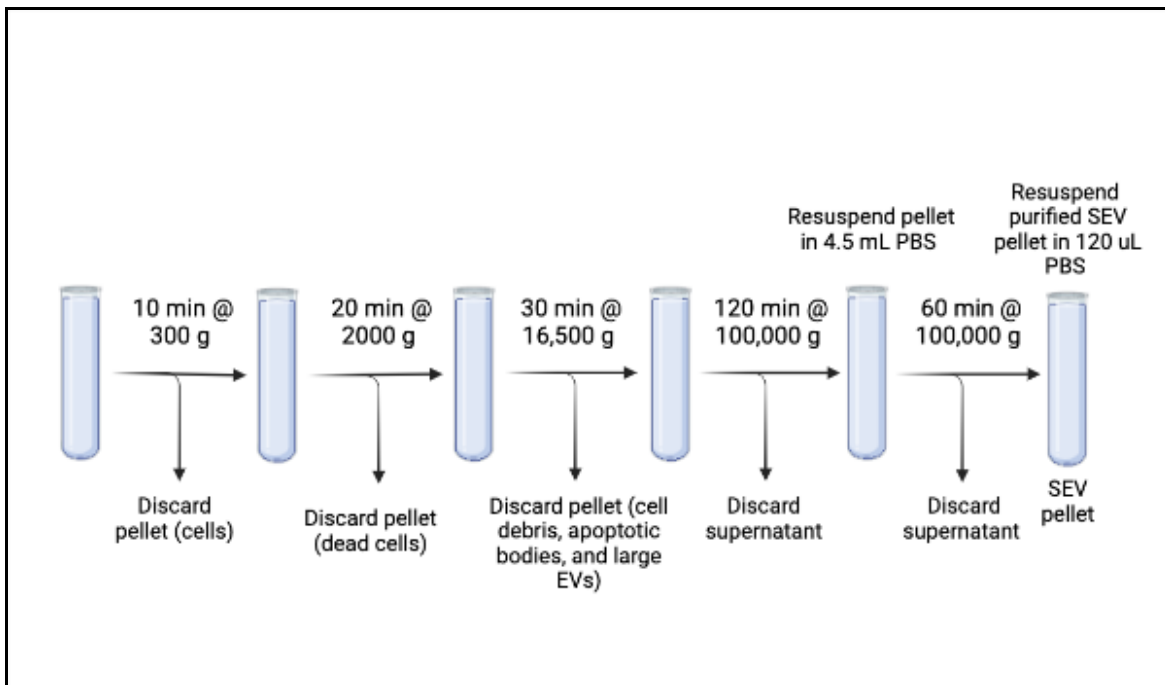 Resuspend pellet
in 4.5 mL PBS
Resuspend
purified SEV
pellet in 120 uL
PBS
10 min @
300 g
20 min @
2000 g
30 min @
16,500 g
120 min @
100,000 g
60 min @
100,000 g
Discard
pellet (cells)
Discard pellet
(dead cells)
Discard pellet (cell
debris, apoptotic
bodies, and large
EVs)
Discard
supernatant
Discard
supernatant
SEV
pellet